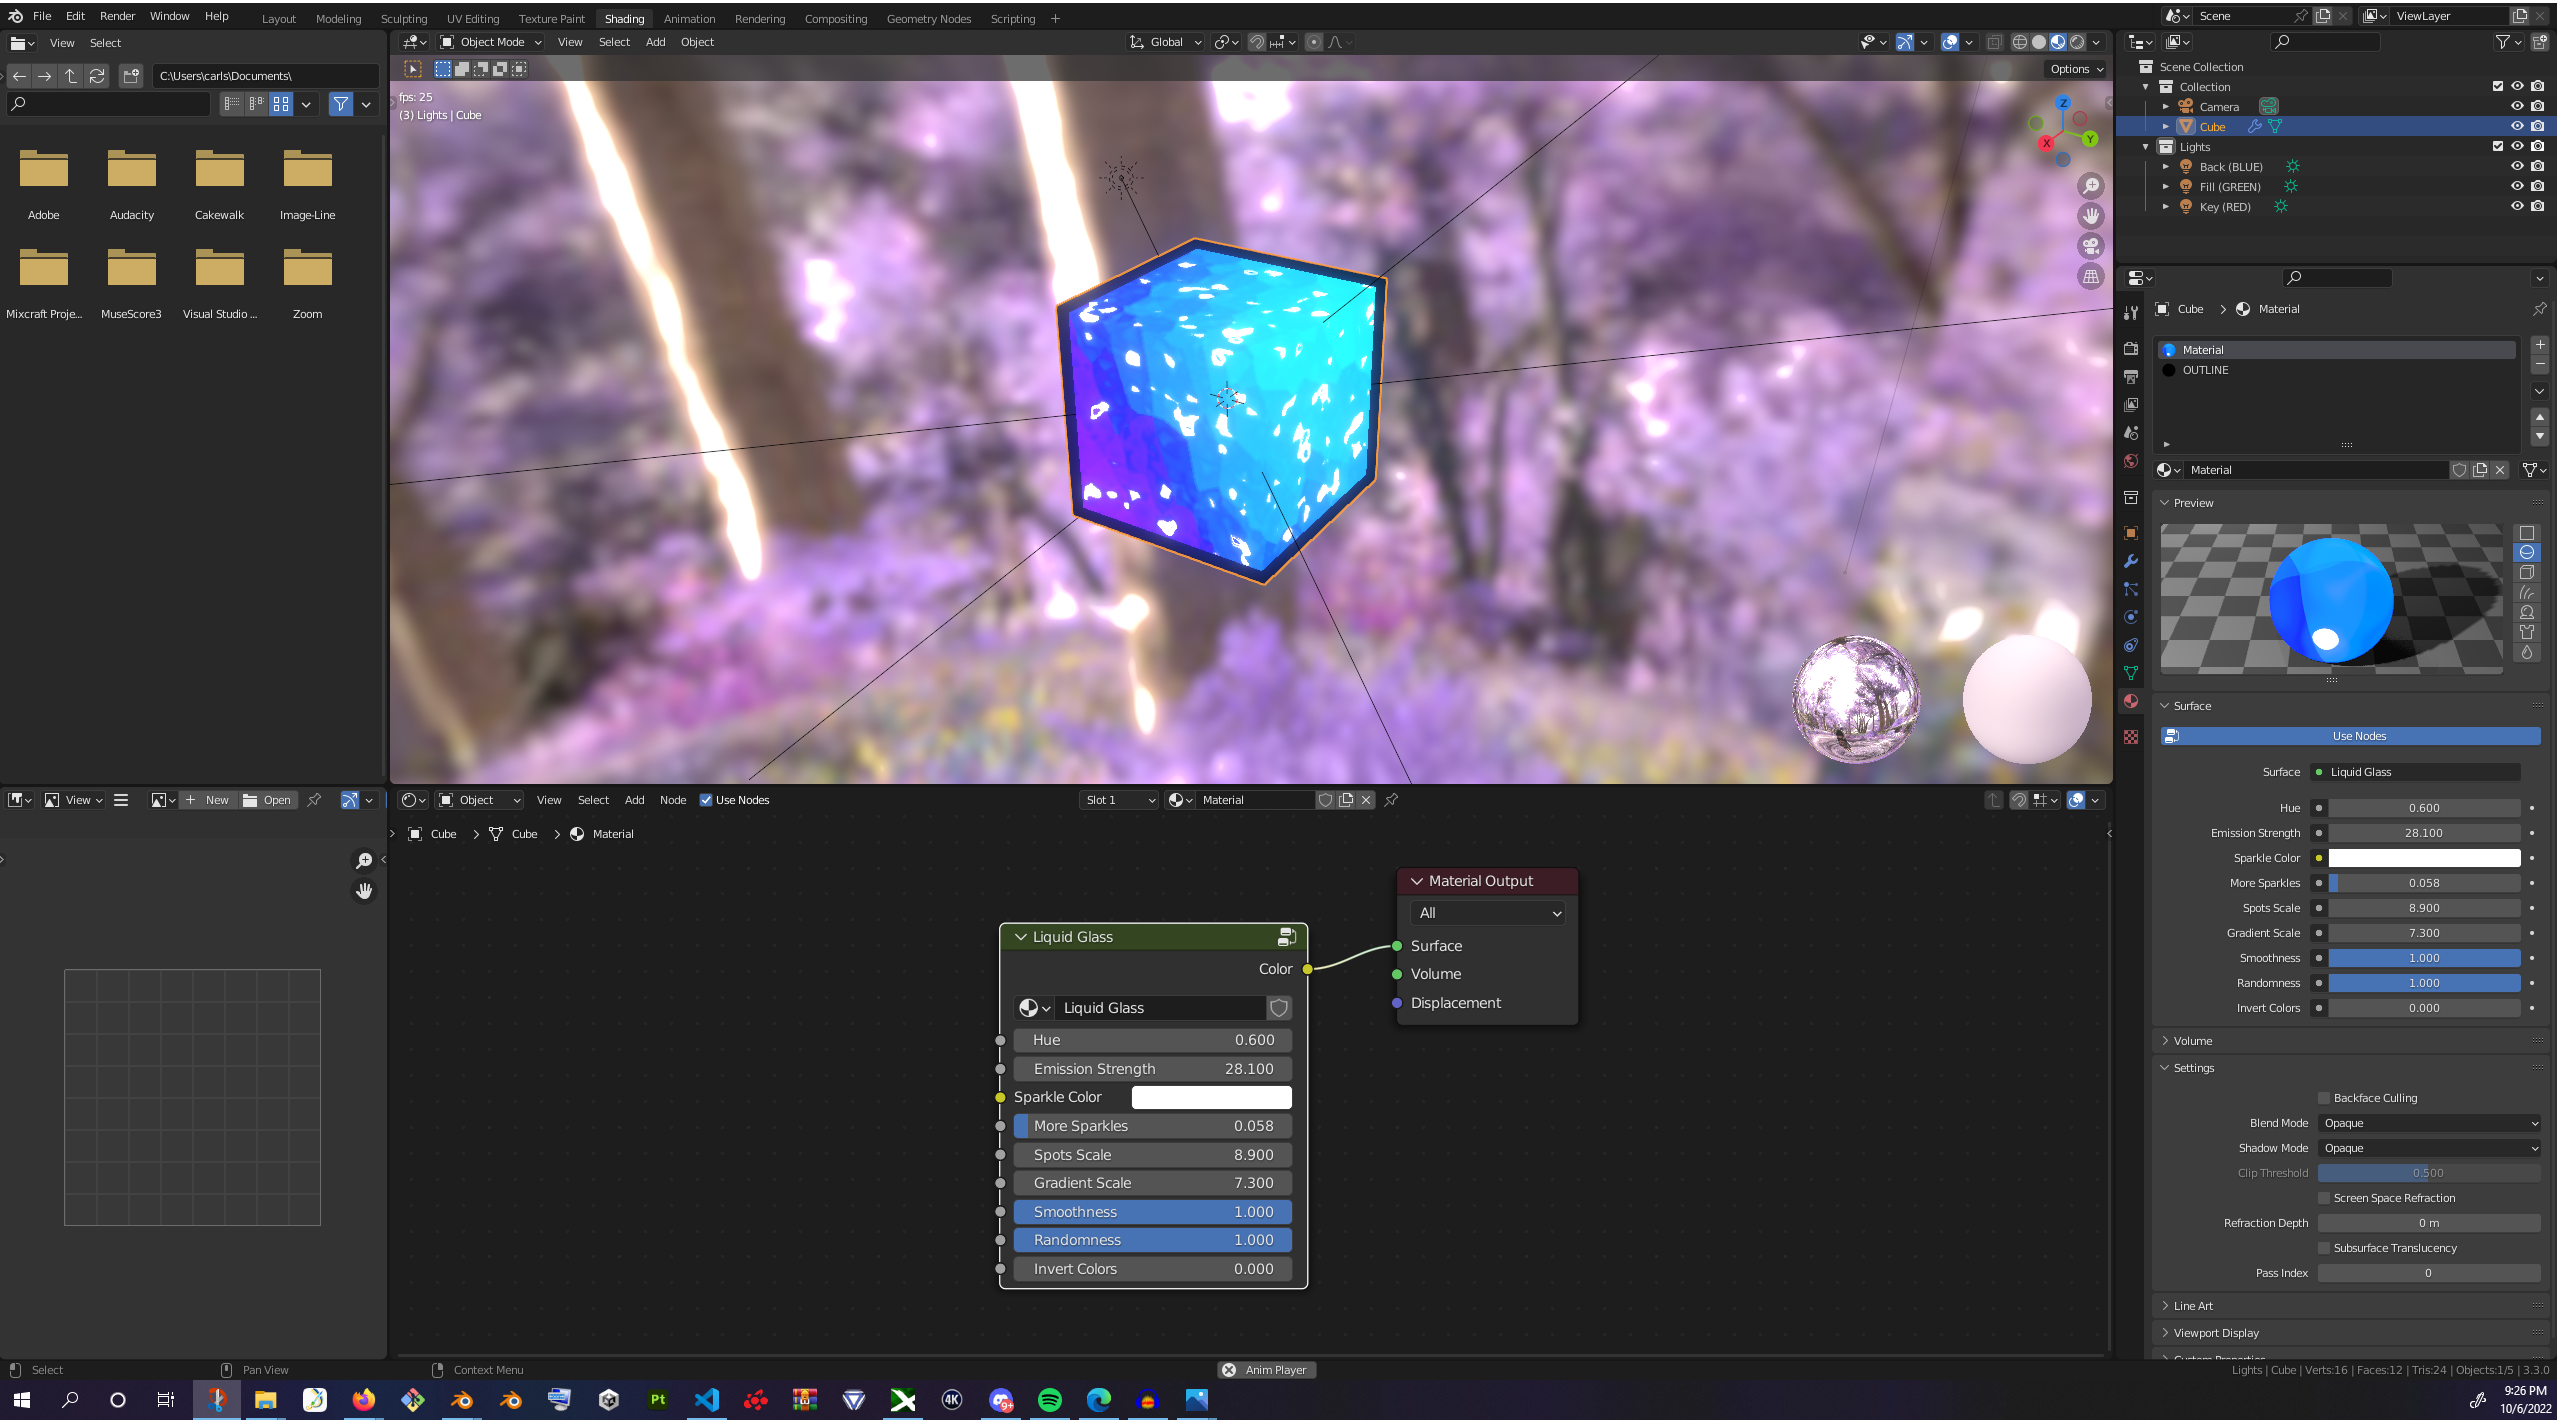 File Edit Render Window Help
Layout Modeling Sculpting UV Editing Texture Paint Shading Animation Rendering Compositing Geometry Nodes Scripting +
Scene
ViewLayer
View Select
C:\Users\carls\Documents\
Adobe Audacity Cakewalk Image-Line
Mixcraft Proje... MuseScore3 Visual Studio ... Zoom
Object Mode View Select Add Object
Global
Options
fps: 25
(3) Lights | Cube
Z
Y
X
Scene Collection
Collection
Camera
Cube
Lights
Back (BLUE)
Fill (GREEN)
Key (RED)
Cube > Material
Material
OUTLINE
Material
Preview
Surface
Use Nodes
Surface Liquid Glass
Hue 0.600
Emission Strength 28.100
Sparkle Color
More Sparkles 0.058
Spots Scale 8.900
Gradient Scale 7.300
Smoothness 1.000
Randomness 1.000
Invert Colors 0.000
Volume
Settings
Backface Culling
Blend Mode Opaque
Shadow Mode Opaque
Clip Threshold 0.500
Screen Space Refraction
Refraction Depth 0 m
Subsurface Translucency
Pass Index 0
Line Art
Viewport Display
Custom Properties
View New Open
Object View Select Add Node Use Nodes
Slot 1
Material
Cube > Cube > Material
Material Output
All
Surface
Volume
Displacement
Liquid Glass
Color
Liquid Glass
Hue 0.600
Emission Strength 28.100
Sparkle Color
More Sparkles 0.058
Spots Scale 8.900
Gradient Scale 7.300
Smoothness 1.000
Randomness 1.000
Invert Colors 0.000
Select Pan View Context Menu
Anim Player
Lights | Cube | Verts:16 | Faces:12 | Tris:24 | Objects:1/5 | 3.3.0
Pt
4K
9+
9:26 PM
10/6/2022